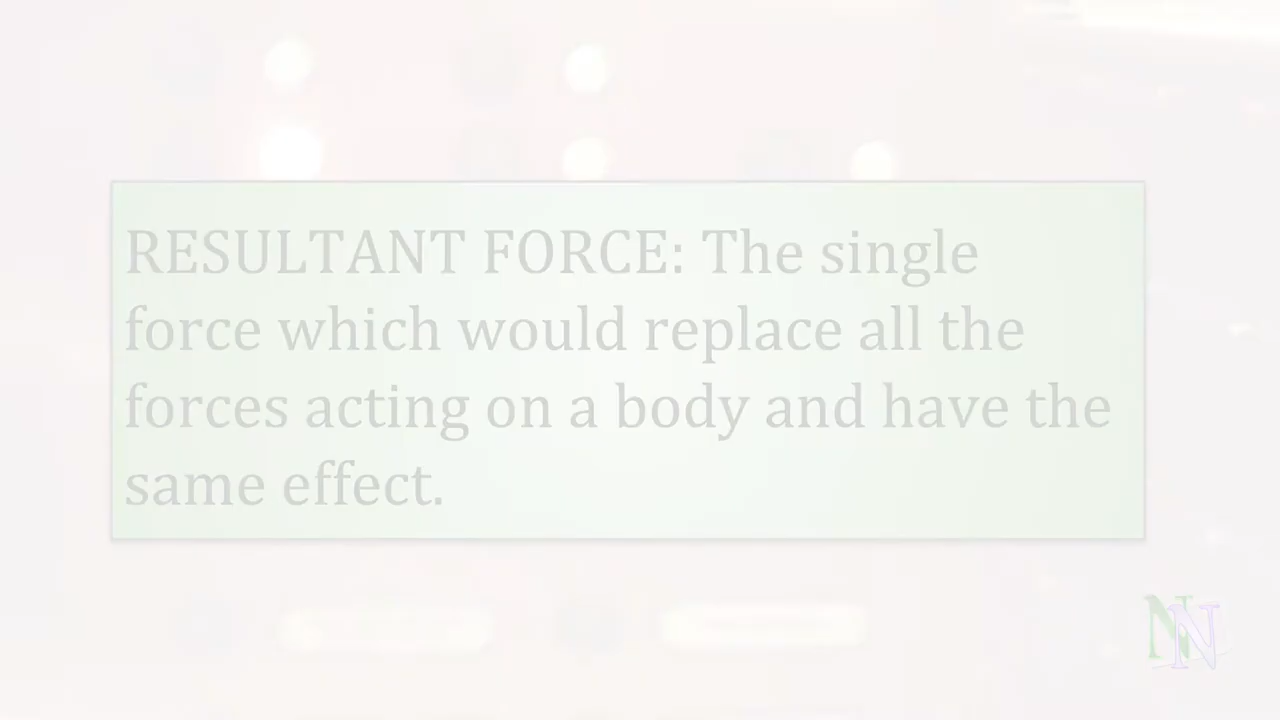 RESULTANT FORCE: The single
force which would replace all the
forces acting on a body and have the
same effect.
NN